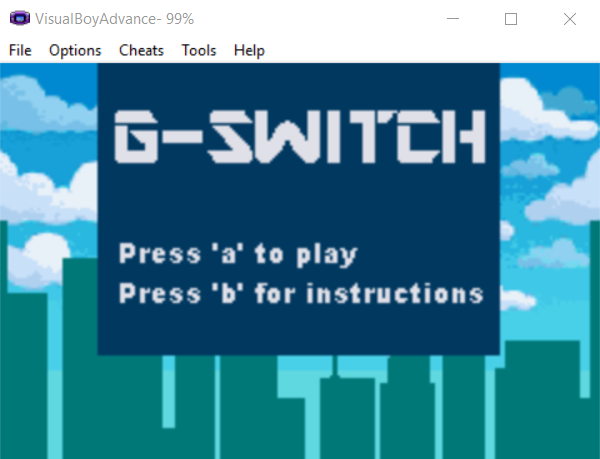 VisualBoyAdvance- 99%
File Options Cheats Tools Help
G-SWITCH
Press 'a' to play
Press 'b' for instructions